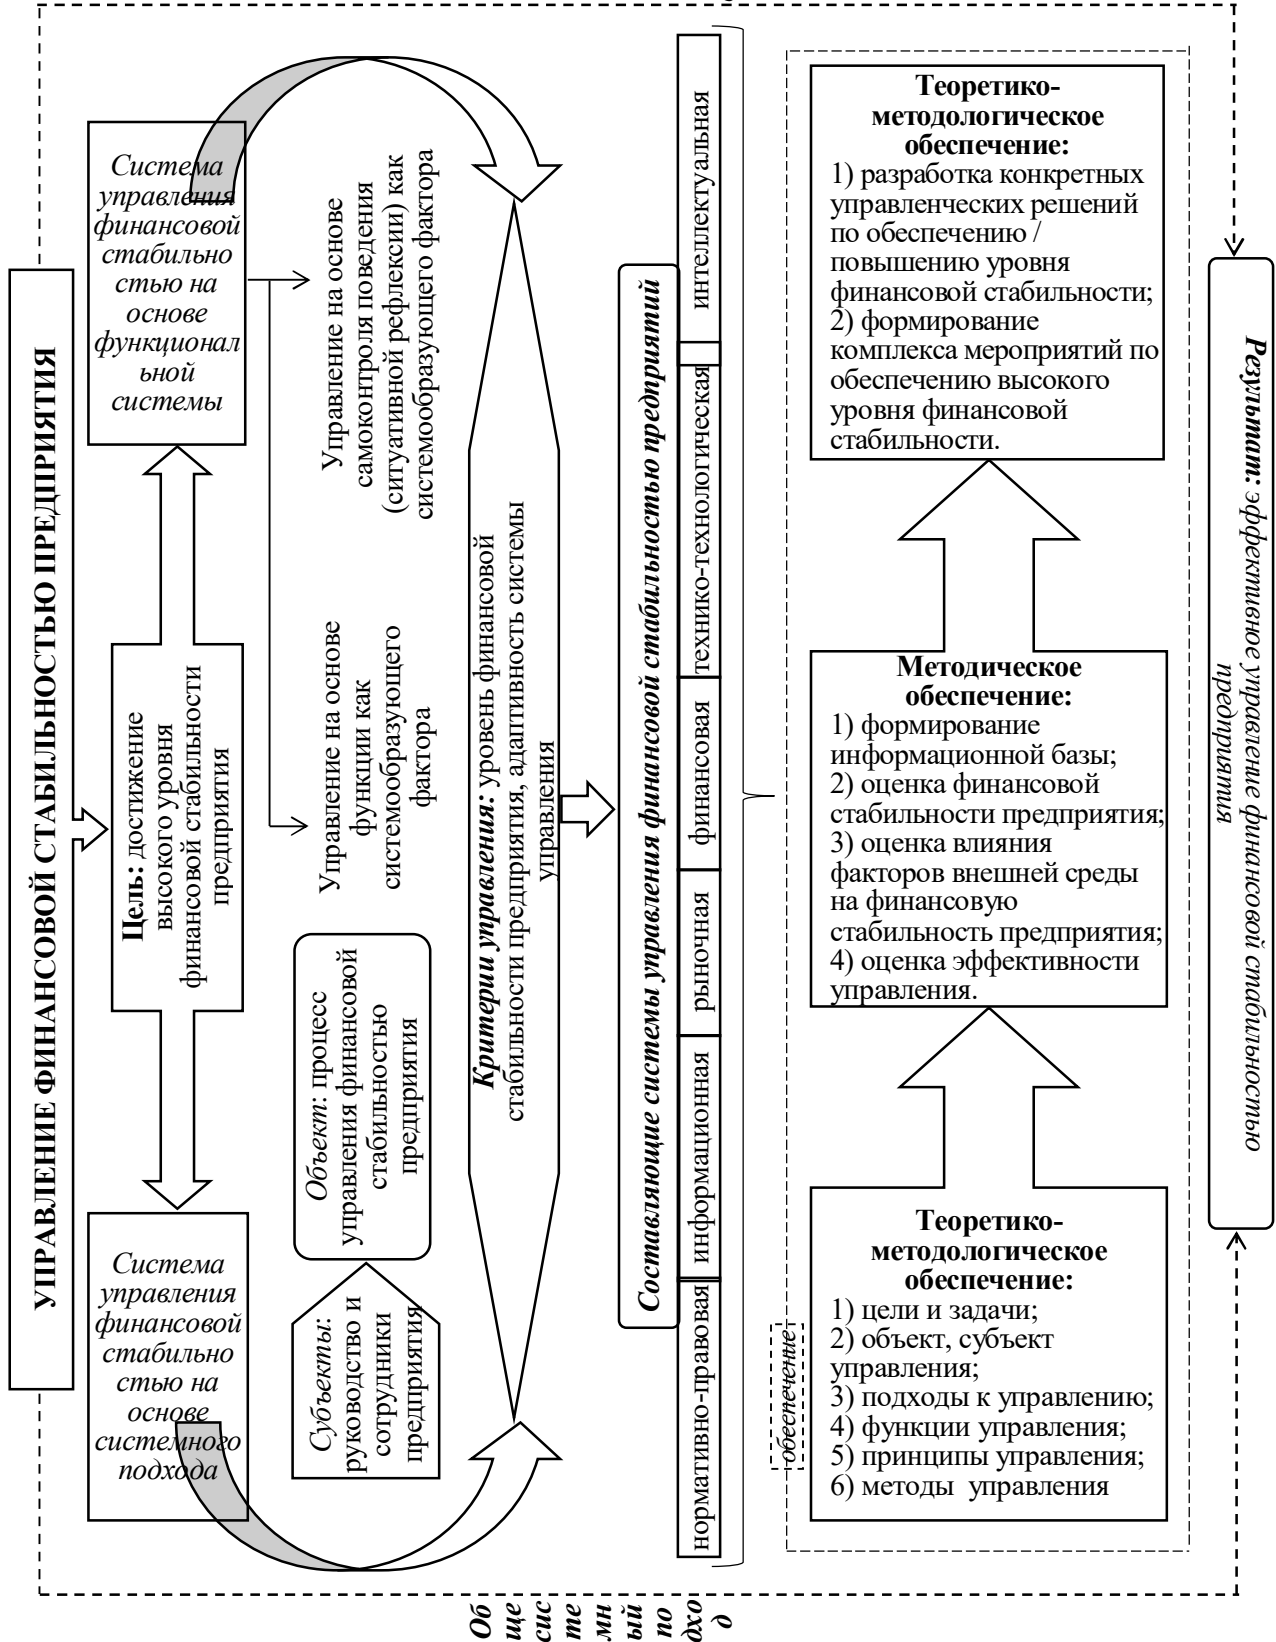 УПРАВЛЕНИЕ ФИНАНСОВОЙ СТАБИЛЬНОСТЬЮ ПРЕДПРИЯТИЯ
Система
управления
финансовой
стабильно
стью на
основе
системного
подхода
Цель: достижение
высокого уровня
финансовой стабильности
предприятия
Система
управления
финансовой
стабильно
стью на
основе
функционал
ьной
системы
Субъекты:
руководство и
сотрудники
предприятия
Объект: процесс
управления финансовой
стабильностью
предприятия
Управление на основе
функции как
системообразующего
фактора
Управление на основе
самоконтроля поведения
(ситуативной рефлексии) как
системообразующего фактора
Критерии управления: уровень финансовой
стабильности предприятия, адаптивность системы
управления
Составляющие системы управления финансовой стабильностью предприятий
нормативно-правовая
информационная
рыночная
финансовая
технико-технологическая
интеллектуальная
обеспечение
Теоретико-
методологическое
обеспечение:
1) цели и задачи;
2) объект, субъект
управления;
3) подходы к управлению;
4) функции управления;
5) принципы управления;
6) методы управления
Методическое
обеспечение:
1) формирование
информационной базы;
2) оценка финансовой
стабильности предприятия;
3) оценка влияния
факторов внешней среды
на финансовую
стабильность предприятия;
4) оценка эффективности
управления.
Теоретико-
методологическое
обеспечение:
1) разработка конкретных
управленческих решений
по обеспечению /
повышению уровня
финансовой стабильности;
2) формирование
комплекса мероприятий по
обеспечению высокого
уровня финансовой
стабильности.
Результат: эффективное управление финансовой стабильностью
предприятия
Об
ще
сис
те
мн
ый
по
дхо
д